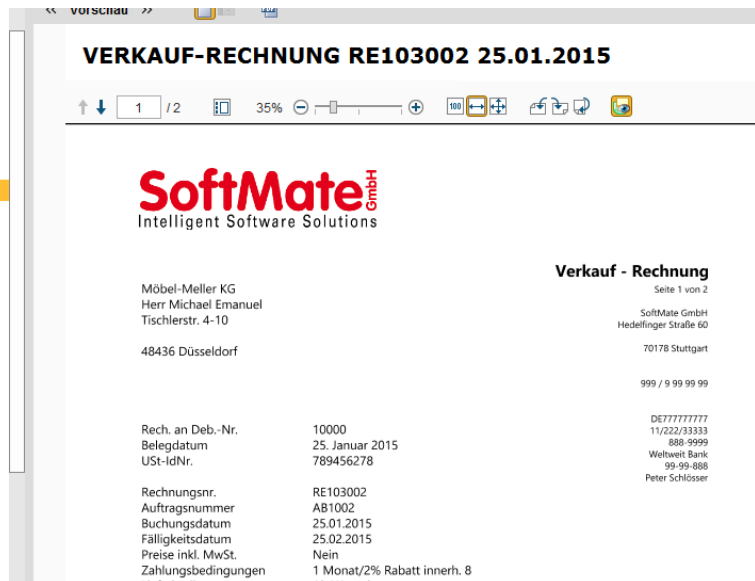 << Vorschau >>
VERKAUF-RECHNUNG RE103002 25.01.2015
1 / 2 35% 100
SoftMate GmbH
Intelligent Software Solutions
Verkauf - Rechnung
Seite 1 von 2
Möbel-Meller KG
Herr Michael Emanuel
Tischlerstr. 4-10
48436 Düsseldorf
SoftMate GmbH
Hedelfinger Straße 60
70178 Stuttgart
999 / 9 99 99 99
DE777777777
11/222/33333
888-9999
Weltweit Bank
99-99-888
Peter Schlösser
Rech. an Deb.-Nr. 10000
Belegdatum 25. Januar 2015
USt-IdNr. 789456278
Rechnungsnr. RE103002
Auftragsnummer AB1002
Buchungsdatum 25.01.2015
Fälligkeitsdatum 25.02.2015
Preise inkl. MwSt. Nein
Zahlungsbedingungen 1 Monat/2% Rabatt innerh. 8